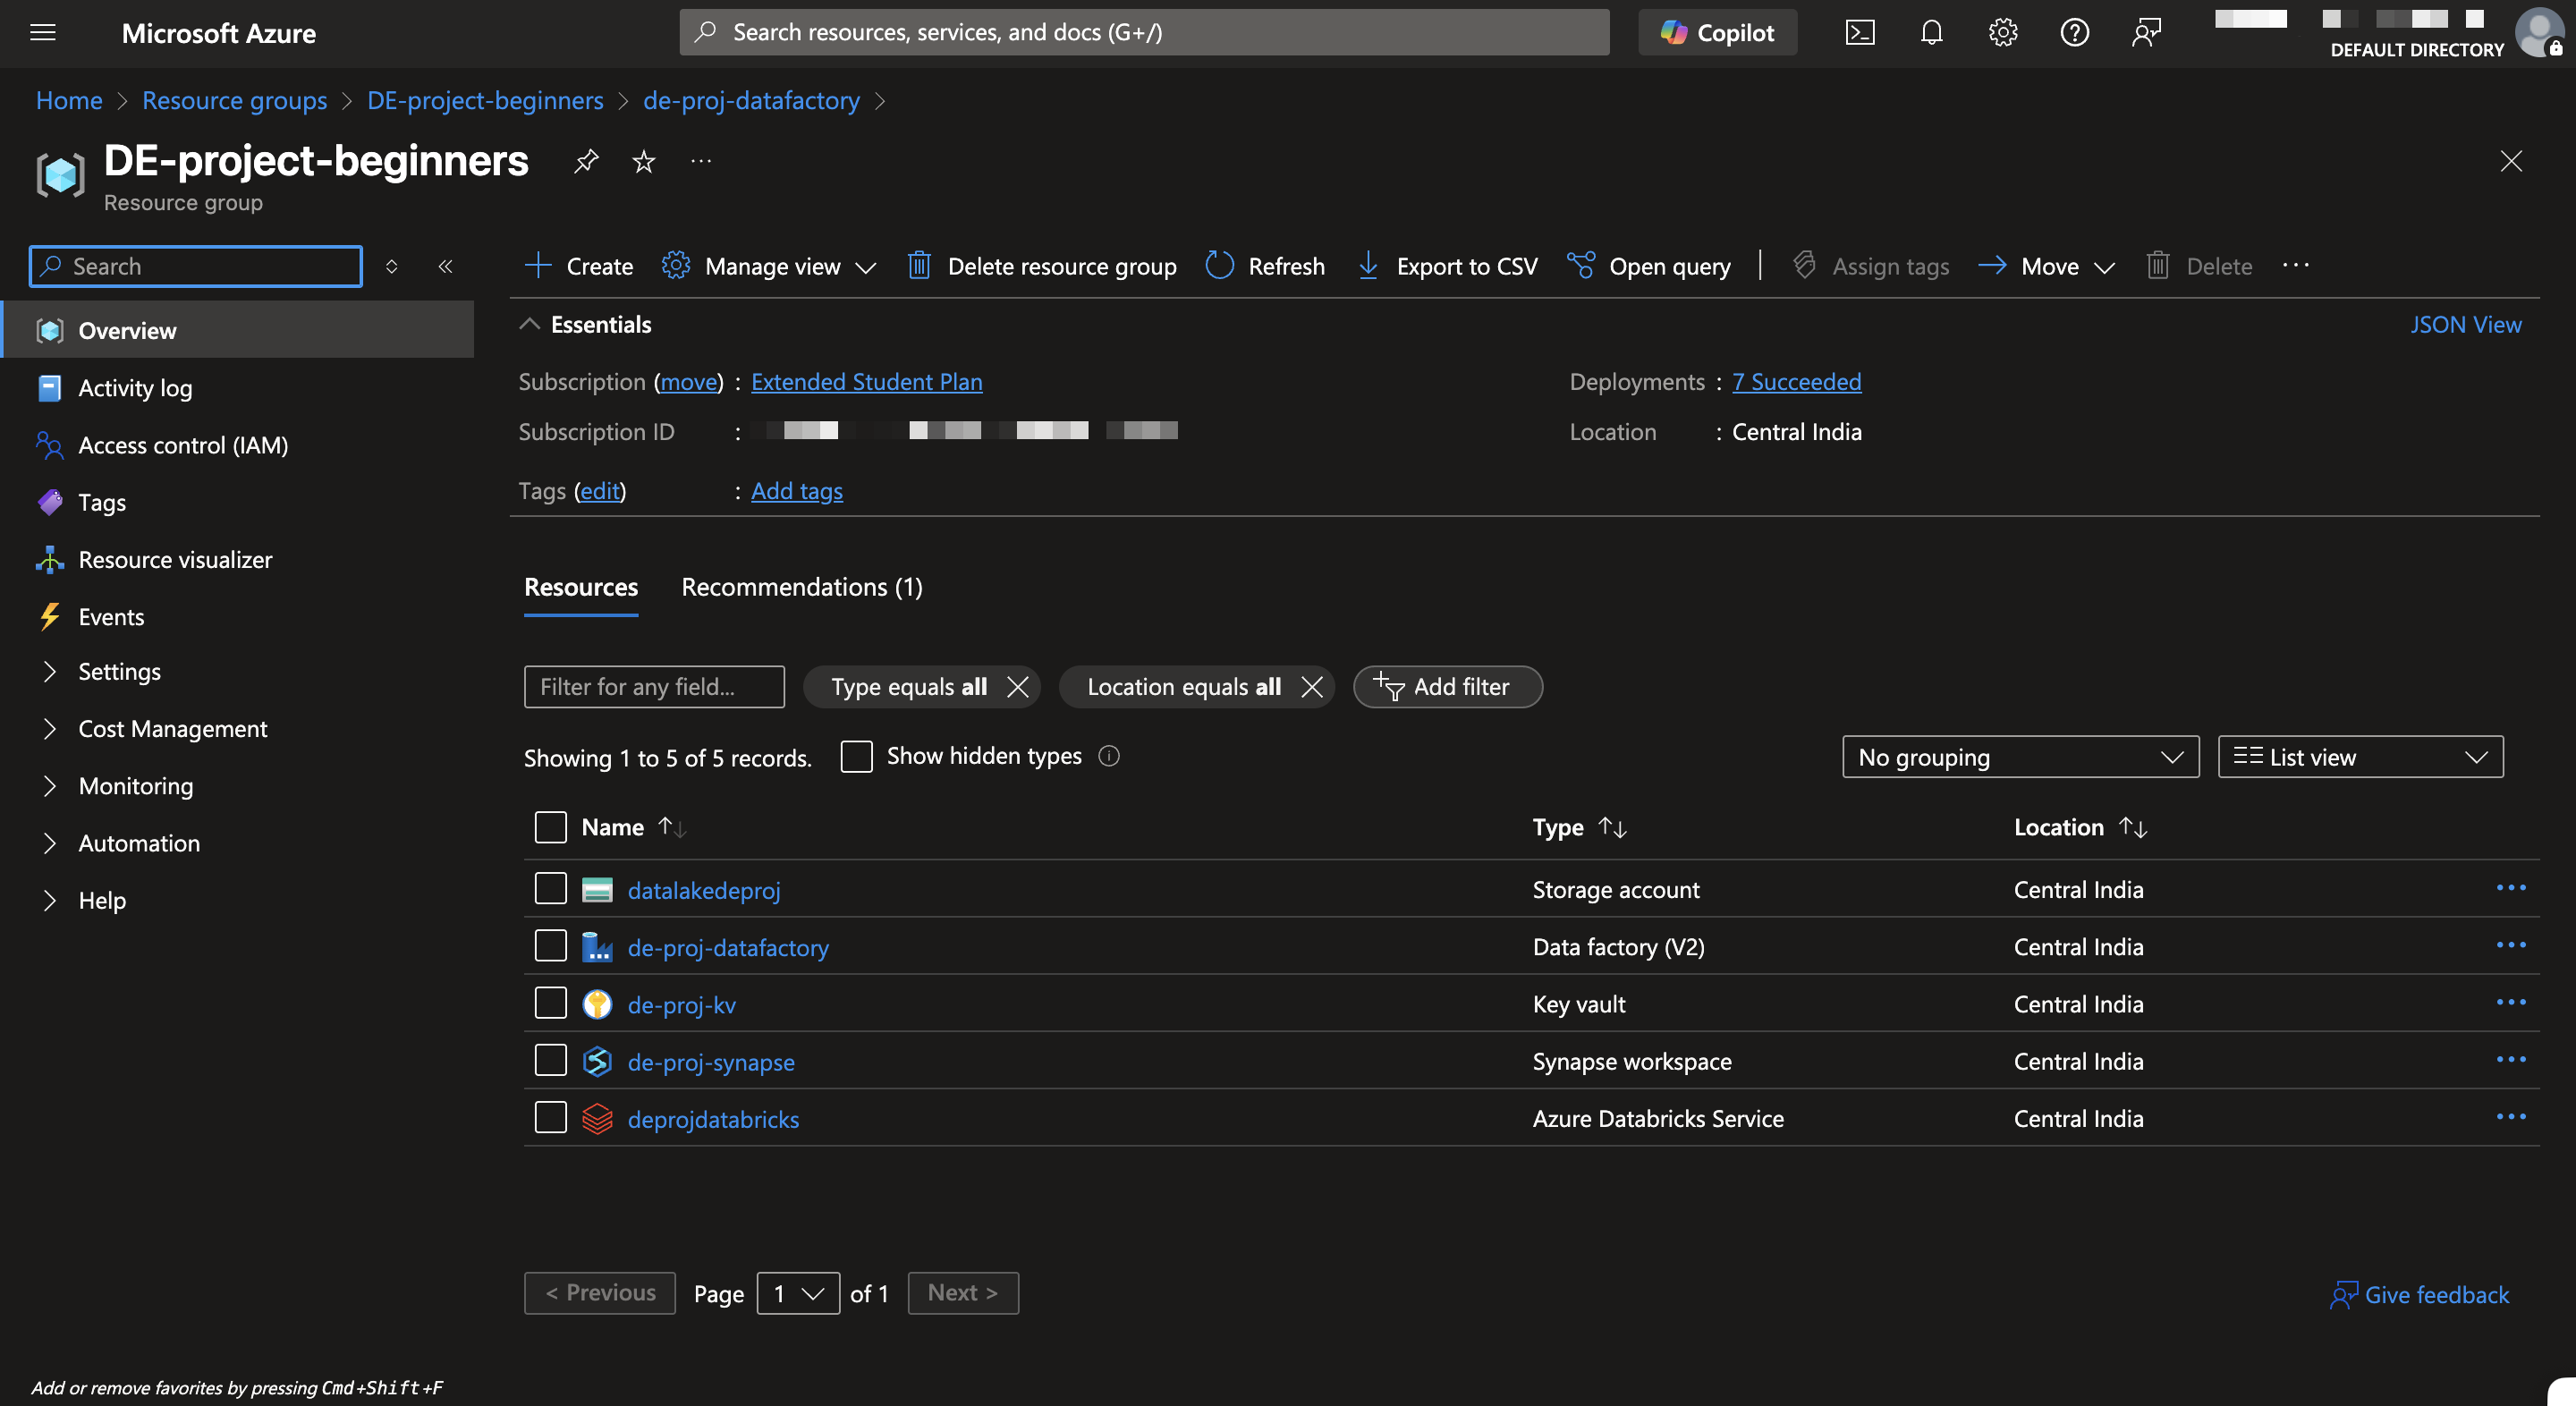 Microsoft Azure
Search resources, services, and docs (G+/)
Copilot
DEFAULT DIRECTORY
Home > Resource groups > DE-project-beginners > de-proj-datafactory >
DE-project-beginners
Resource group
Search
Create
Manage view
Delete resource group
Refresh
Export to CSV
Open query
Assign tags
Move
Delete
Overview
Activity log
Access control (IAM)
Tags
Resource visualizer
Events
Settings
Cost Management
Monitoring
Automation
Help
Essentials
JSON View
Subscription (move) : Extended Student Plan
Deployments : 7 Succeeded
Subscription ID :
Location : Central India
Tags (edit) : Add tags
Resources
Recommendations (1)
Filter for any field...
Type equals all
Location equals all
Add filter
Showing 1 to 5 of 5 records.
Show hidden types
No grouping
List view
Name Type Location
datalakedeproj Storage account Central India
de-proj-datafactory Data factory (V2) Central India
de-proj-kv Key vault Central India
de-proj-synapse Synapse workspace Central India
deprojdatabricks Azure Databricks Service Central India
< Previous Page 1 of 1 Next >
Give feedback
Add or remove favorites by pressing Cmd+Shift+F